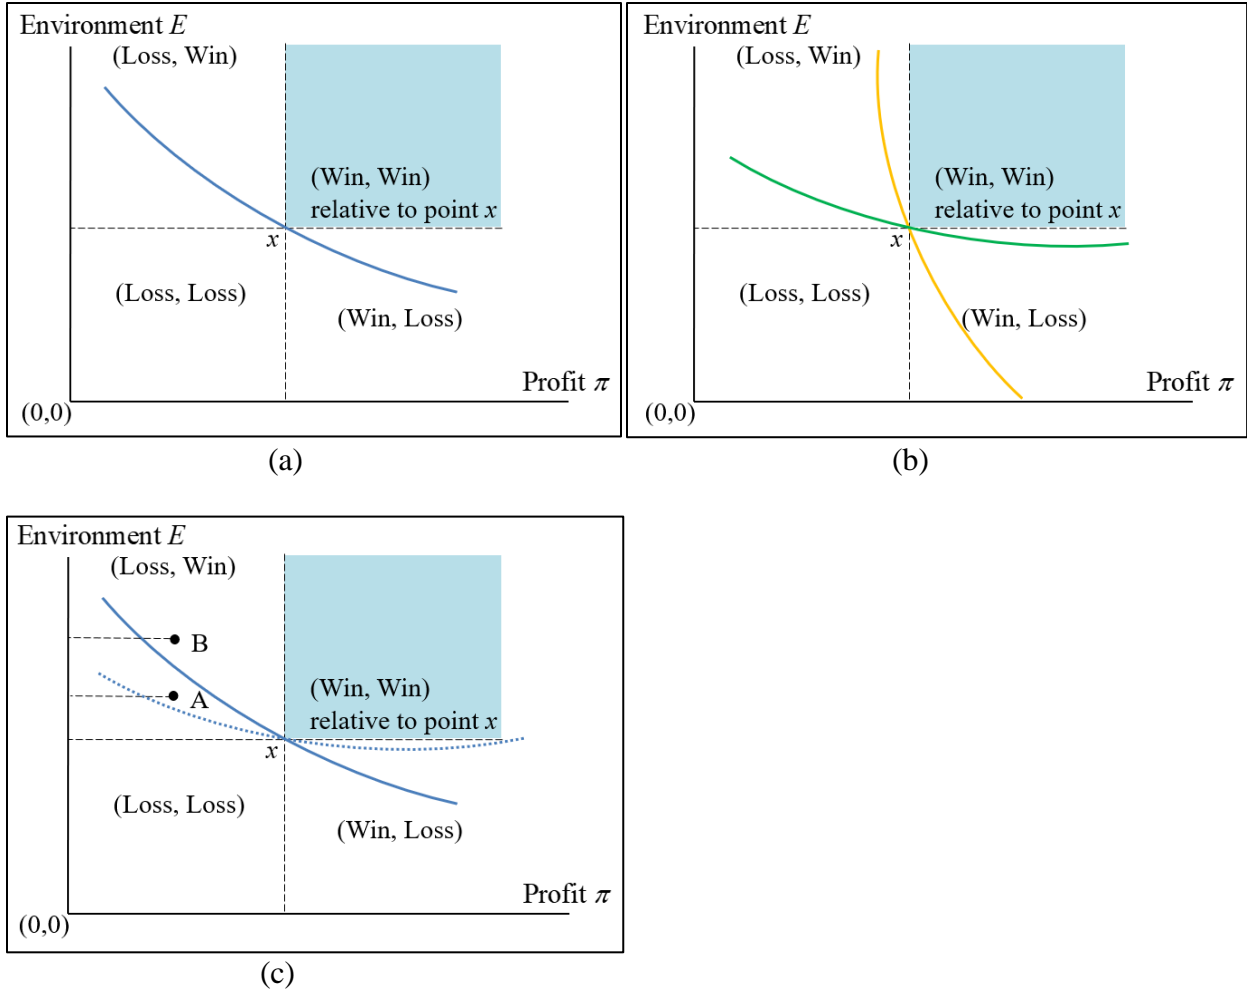 Environment E
(Loss, Win)
(Win, Win)
relative to point x
x
(Loss, Loss)
(Win, Loss)
Profit π
(0,0)
(a)
Environment E
(Loss, Win)
(Win, Win)
relative to point x
x
(Loss, Loss)
(Win, Loss)
Profit π
(0,0)
(b)
Environment E
(Loss, Win)
B
A
(Win, Win)
relative to point x
x
(Loss, Loss)
(Win, Loss)
Profit π
(0,0)
(c)